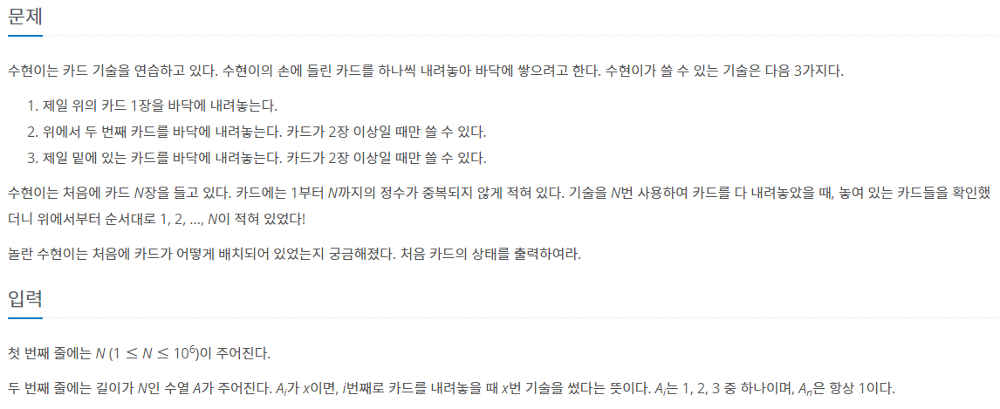 문제
수현이는 카드 기술을 연습하고 있다. 수현이의 손에 들린 카드를 하나씩 내려놓아 바닥에 쌓으려고 한다. 수현이가 쓸 수 있는 기술은 다음 3가지다.
1. 제일 위의 카드 1장을 바닥에 내려놓는다.
2. 위에서 두 번째 카드를 바닥에 내려놓는다. 카드가 2장 이상일 때만 쓸 수 있다.
3. 제일 밑에 있는 카드를 바닥에 내려놓는다. 카드가 2장 이상일 때만 쓸 수 있다.
수현이는 처음에 카드 N장을 들고 있다. 카드에는 1부터 N까지의 정수가 중복되지 않게 적혀 있다. 기술을 N번 사용하여 카드를 다 내려놓았을 때, 놓여 있는 카드들을 확인했
더니 위에서부터 순서대로 1, 2, …, N이 적혀 있었다!
놀란 수현이는 처음에 카드가 어떻게 배치되어 있었는지 궁금해졌다. 처음 카드의 상태를 출력하여라.
입력
첫 번째 줄에는 N (1 ≤ N ≤ 10⁶)이 주어진다.
두 번째 줄에는 길이가 N인 수열 A가 주어진다. Aᵢ가 x이면, i번째로 카드를 내려놓을 때 x번 기술을 썼다는 뜻이다. Aᵢ는 1, 2, 3 중 하나이며, Aₙ은 항상 1이다.